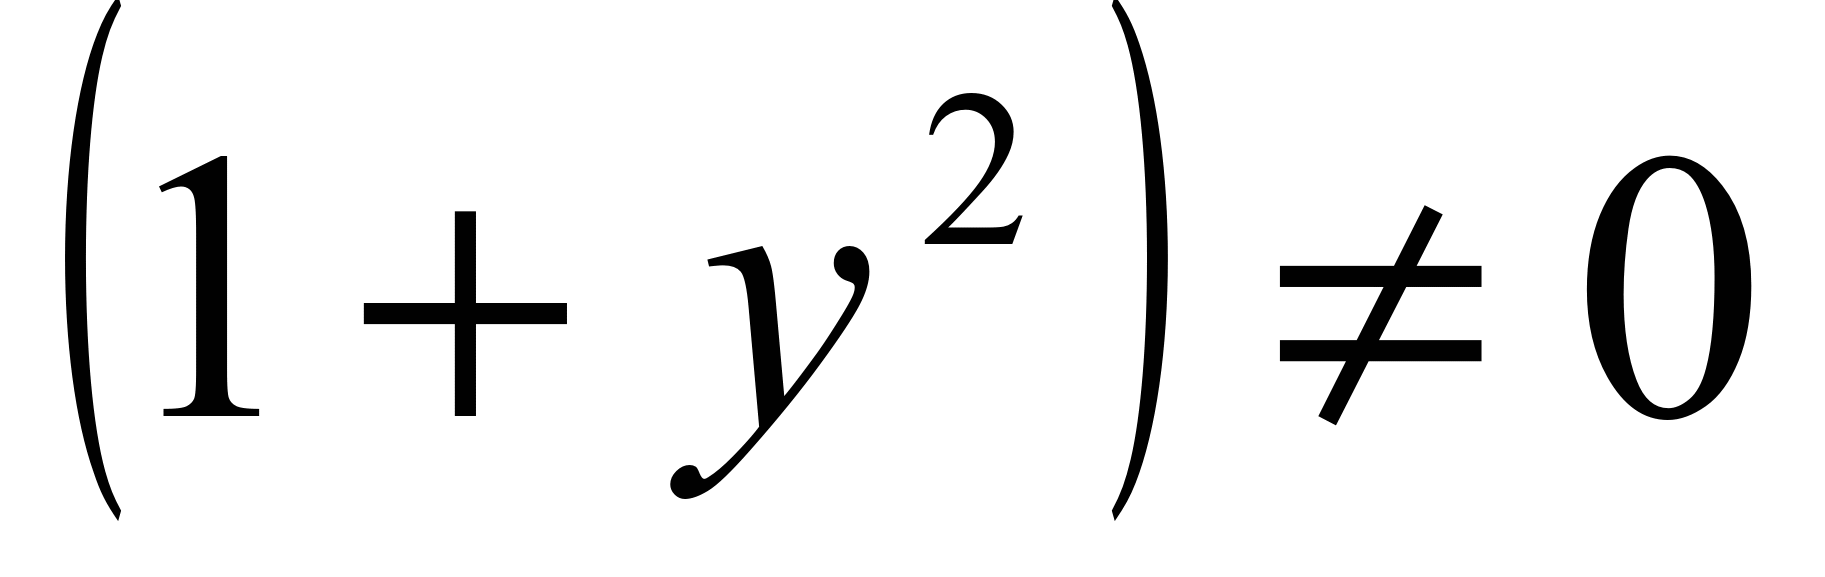 (1 + y²) ≠ 0